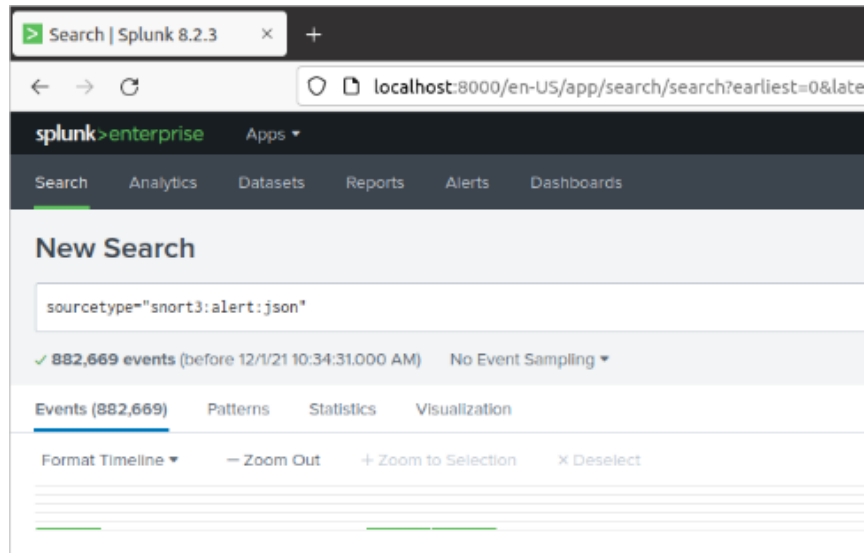 Search | Splunk 8.2.3 × +
localhost:8000/en-US/app/search/search?earliest=0&late
splunk>enterprise Apps
Search Analytics Datasets Reports Alerts Dashboards
New Search
sourcetype="snort3:alert:json"
✓ 882,669 events (before 12/1/21 10:34:31.000 AM) No Event Sampling
Events (882,669) Patterns Statistics Visualization
Format Timeline − Zoom Out + Zoom to Selection × Deselect